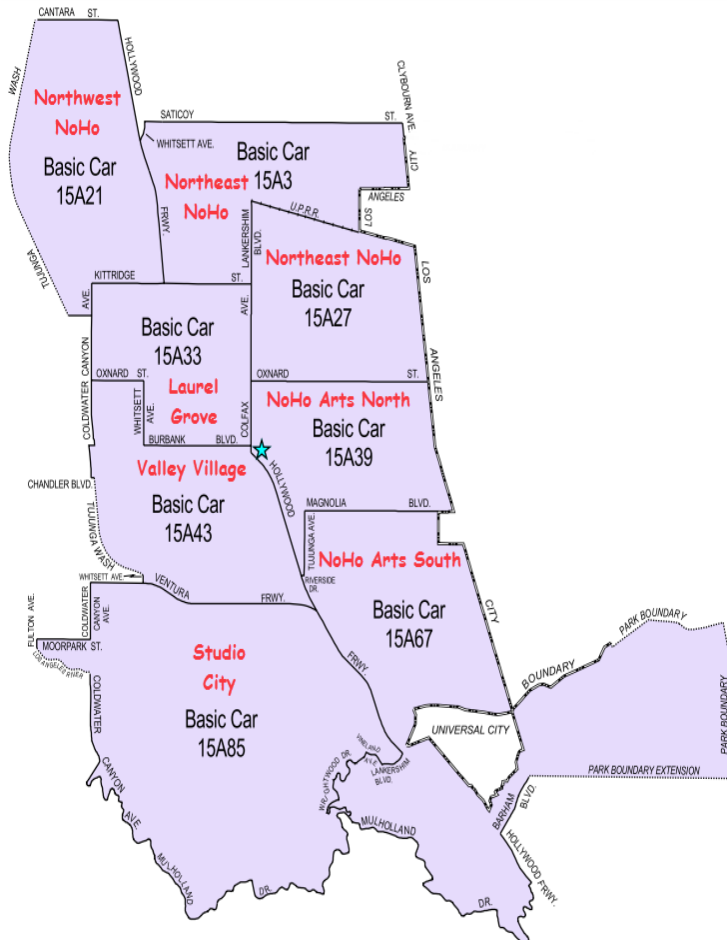 CANTARA ST.
WASH
HOLLYWOOD
CLYBOURN AVE.
Northwest
NoHo
SATICOY ST.
WHITSETT AVE.
Basic Car
15A21
Basic Car
15A3
CITY
Northeast
NoHo
ANGELES
LOS
U.P.R.R.
FRWY.
LANKERSHIM
BLVD.
TUJUNGA
Northeast NoHo
LOS
KITTRIDGE ST.
AVE.
AVE.
Basic Car
15A27
Basic Car
15A33
COLDWATER CANYON
OXNARD ST.
OXNARD ST.
ANGELES
WHITSETT
AVE.
Laurel
Grove
COLFAX
NoHo Arts North
Basic Car
15A39
BURBANK BLVD.
HOLLYWOOD
Valley Village
CHANDLER BLVD.
Basic Car
15A43
TUJUNGA WASH
MAGNOLIA BLVD.
TUJUNGA AVE.
NoHo Arts South
WHITSETT AVE.
VENTURA FRWY.
RIVERSIDE
DR.
Basic Car
15A67
CITY
FULTON AVE.
COLDWATER
CANYON
AVE.
MOORPARK ST.
LOS ANGELES RIVER
FRWY.
PARK BOUNDARY
BOUNDARY
Studio
City
Basic Car
15A85
COLDWATER
CANYON
AVE
UNIVERSAL CITY
PARK BOUNDARY
VINELAND
AVE.
LANKERSHIM
BLVD.
WRIGHTWOOD DR.
PARK BOUNDARY EXTENSION
BARHAM
BLVD.
MULHOLLAND
DR.
MULHOLLAND
DR.
HOLLYWOOD FRWY.